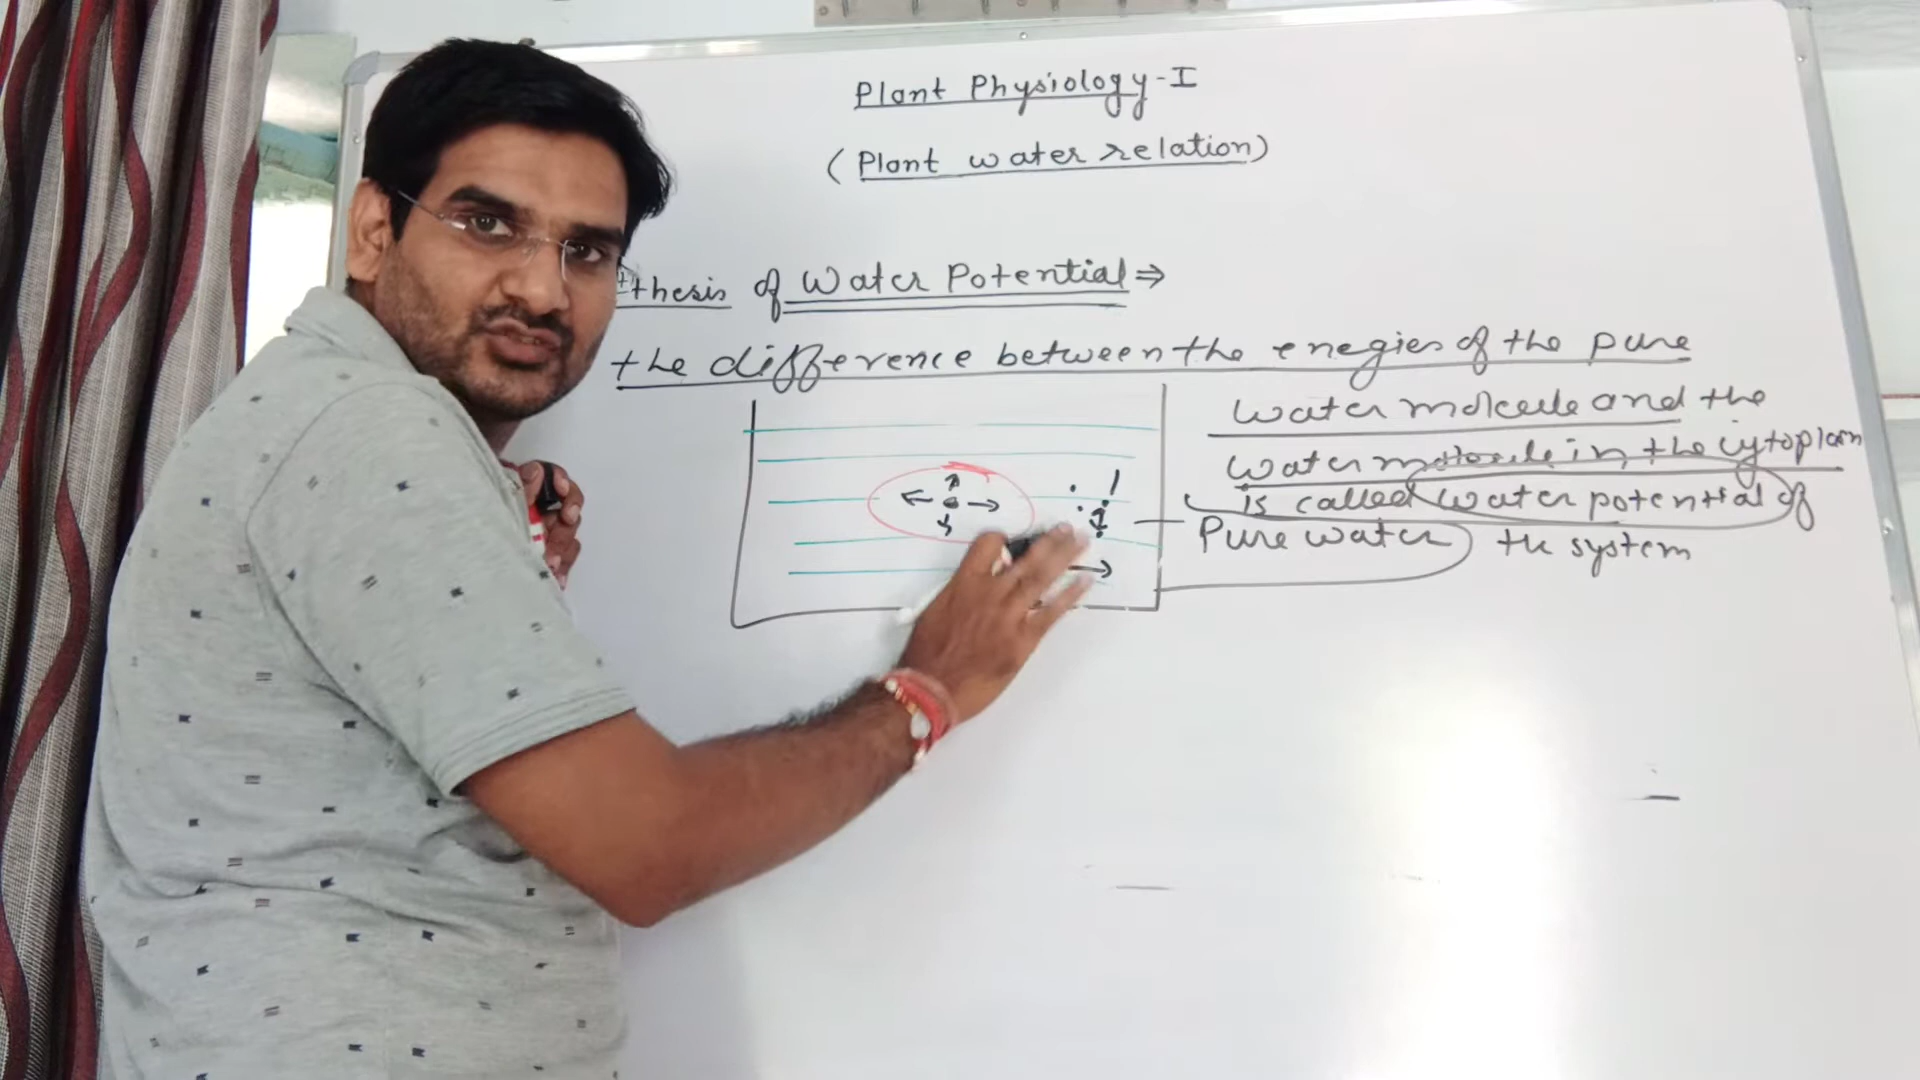 Plant Physiology-I
(Plant water relation)
thesis of Water Potential ⇒
the difference between the enegies of the pure
water molecule and the
water molecule in the cytoplasm
is called water potential of
Pure water the system